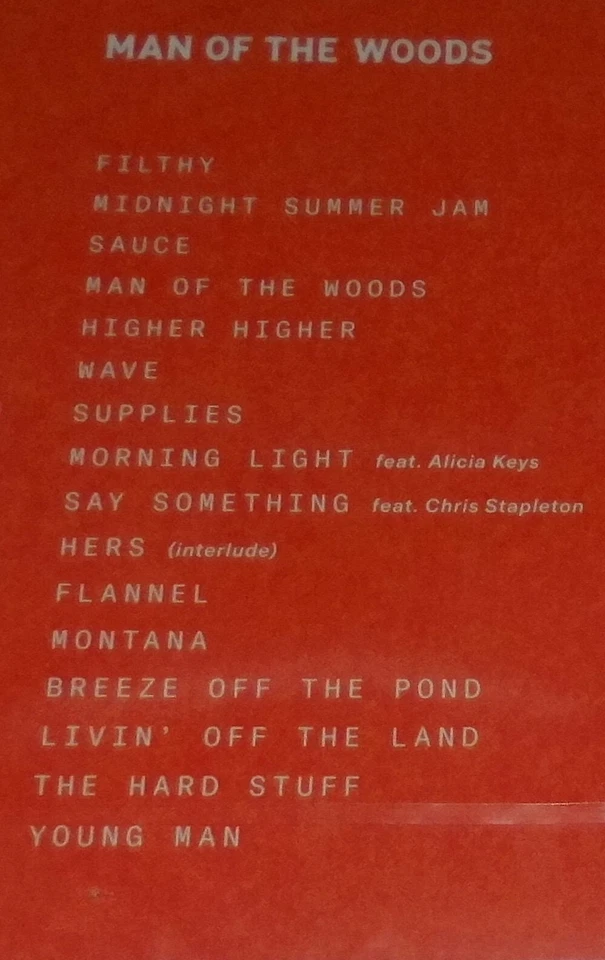 MAN OF THE WOODS
FILTHY
MIDNIGHT SUMMER JAM
SAUCE
MAN OF THE WOODS
HIGHER HIGHER
WAVE
SUPPLIES
MORNING LIGHT feat. Alicia Keys
SAY SOMETHING feat. Chris Stapleton
HERS (interlude)
FLANNEL
MONTANA
BREEZE OFF THE POND
LIVIN' OFF THE LAND
THE HARD STUFF
YOUNG MAN